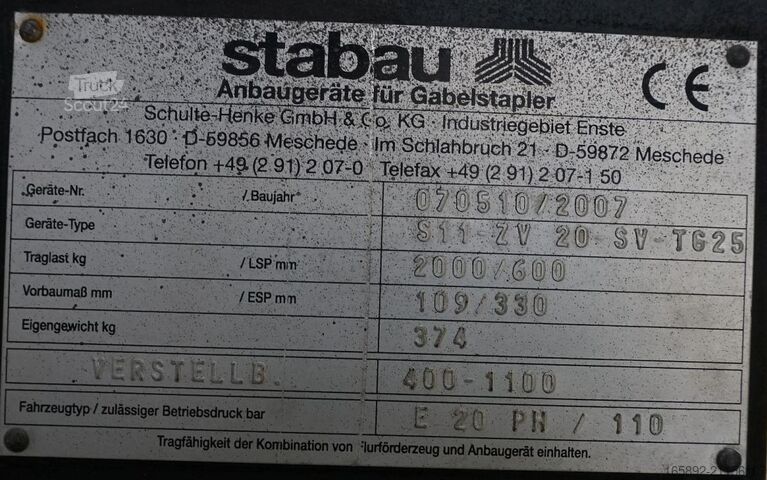 stabau
CE
Anbaugeräte für Gabelstapler
Truck
Scout24
Schulte-Henke GmbH & Co. KG · Industriegebiet Enste
Postfach 1630 · D-59856 Meschede · Im Schlahbruch 21 · D-59872 Meschede
Telefon +49 (2 91) 2 07-0 Telefax +49 (2 91) 2 07-1 50
Geräte-Nr. / Baujahr 070510/2007
Geräte-Type S11-ZV 20 SV-TG25
Traglast kg / LSP mm 2000/600
Vorbaumaß mm / ESP mm 109/330
Eigengewicht kg 374
VERSTELLB. 400-1100
Fahrzeugtyp / zulässiger Betriebsdruck bar E 20 PH / 110
Tragfähigkeit der Kombination von Flurförderzeug und Anbaugerät einhalten.